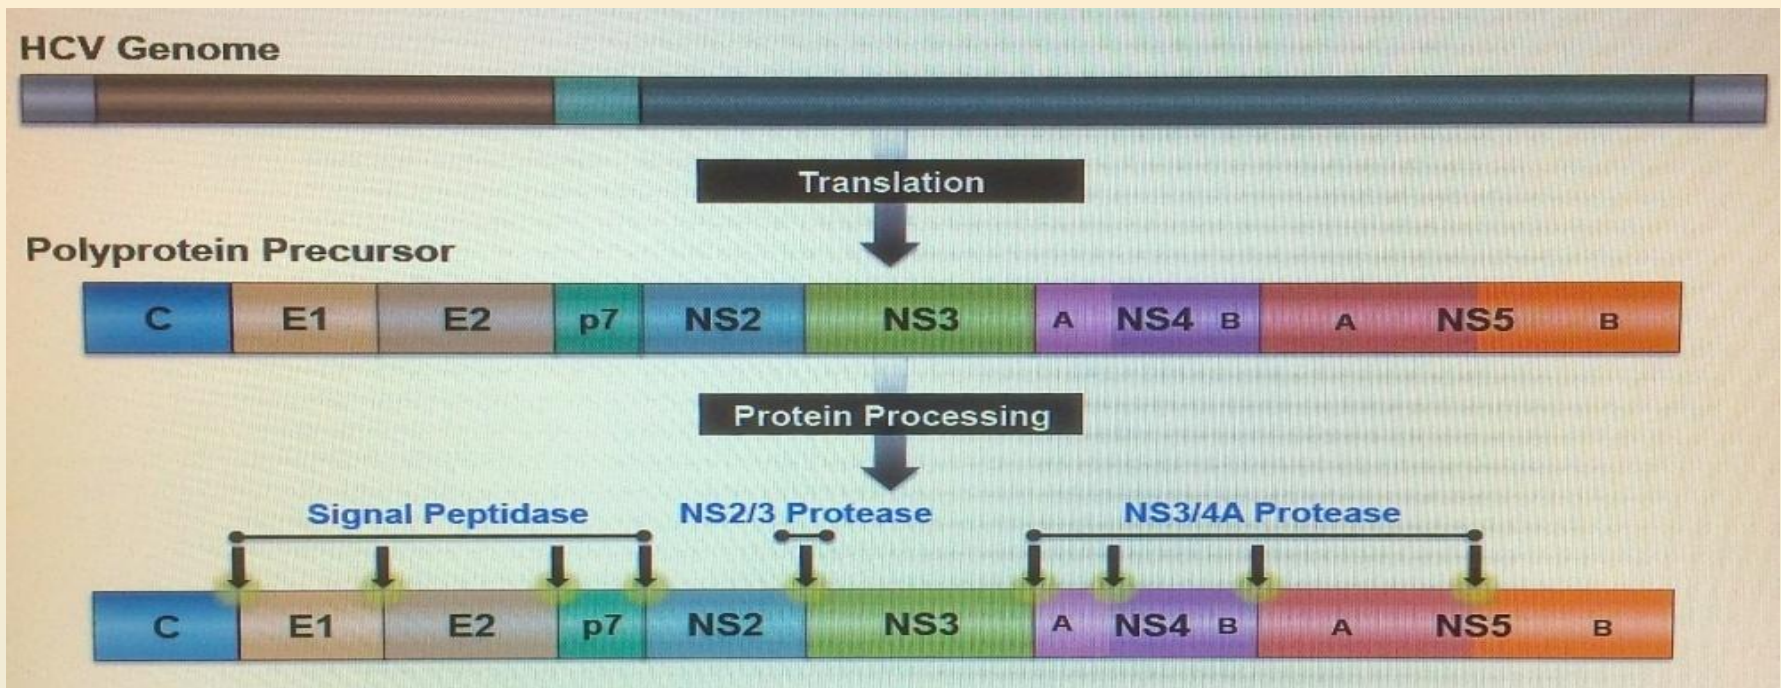 HCV Genome
Translation
Polyprotein Precursor
C E1 E2 p7 NS2 NS3 A NS4 B A NS5 B
Protein Processing
Signal Peptidase NS2/3 Protease NS3/4A Protease
C E1 E2 p7 NS2 NS3 A NS4 B A NS5 B